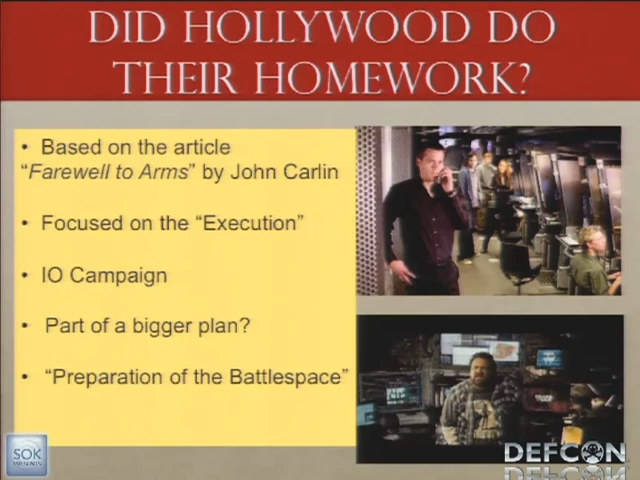 DID HOLLYWOOD DO
THEIR HOMEWORK?
• Based on the article
"Farewell to Arms" by John Carlin
• Focused on the "Execution"
• IO Campaign
• Part of a bigger plan?
• "Preparation of the Battlespace"
SOK
DEFCON